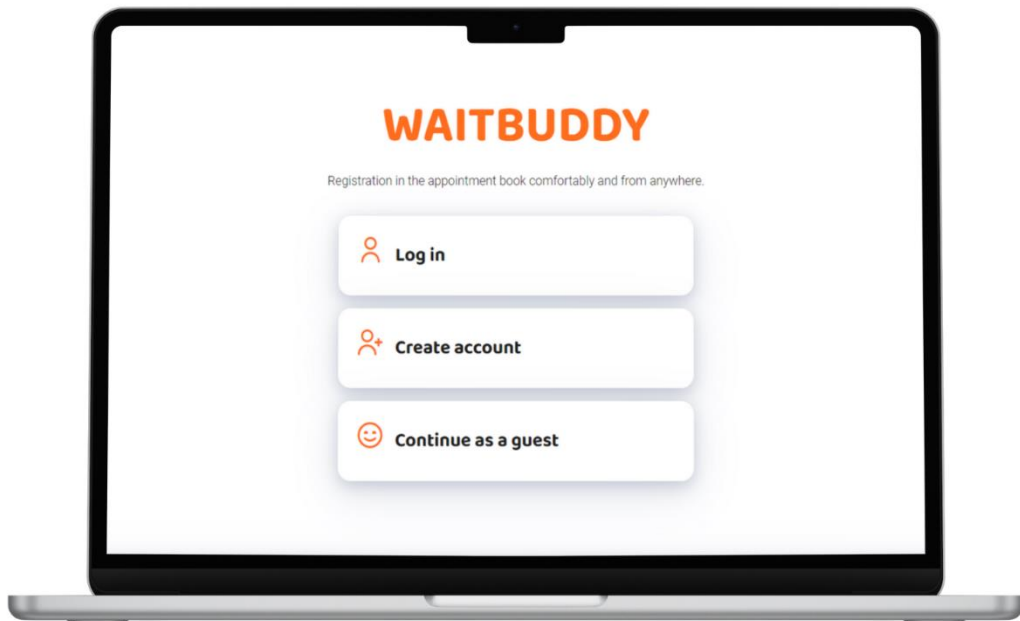 WAITBUDDY
Registration in the appointment book comfortably and from anywhere.
Log in
Create account
Continue as a guest